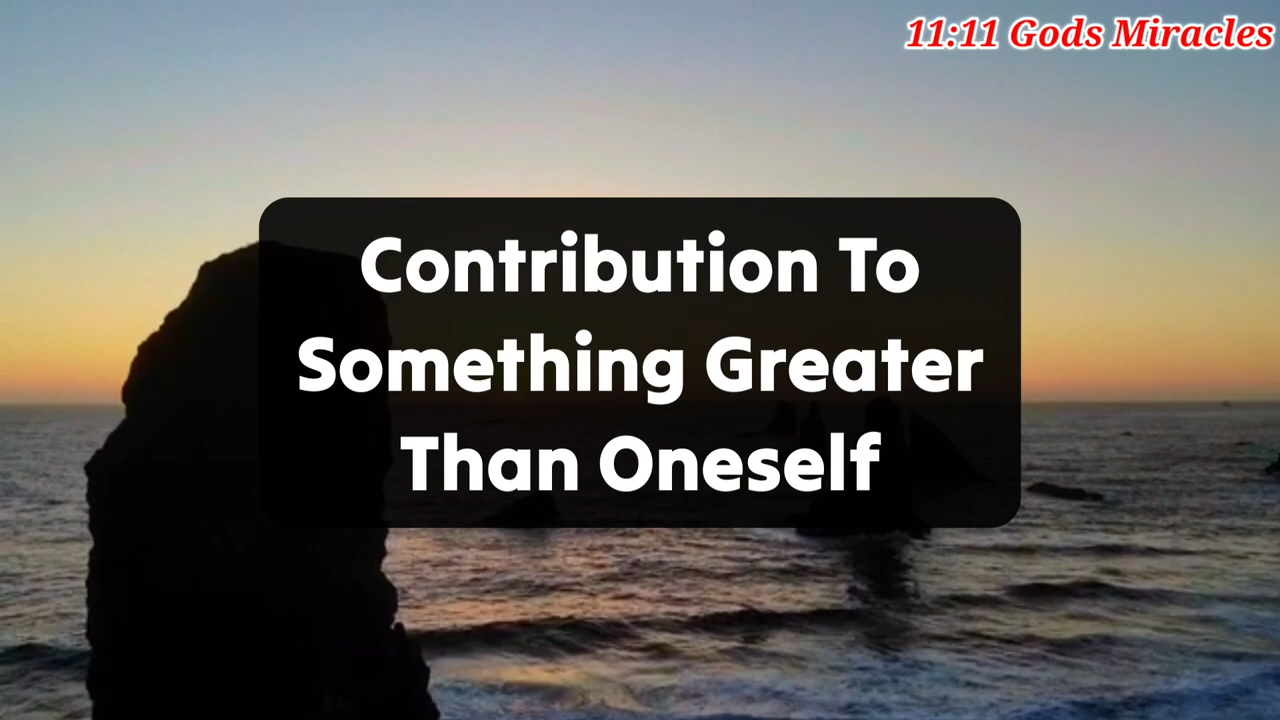 11:11 Gods Miracles
Contribution To
Something Greater
Than Oneself